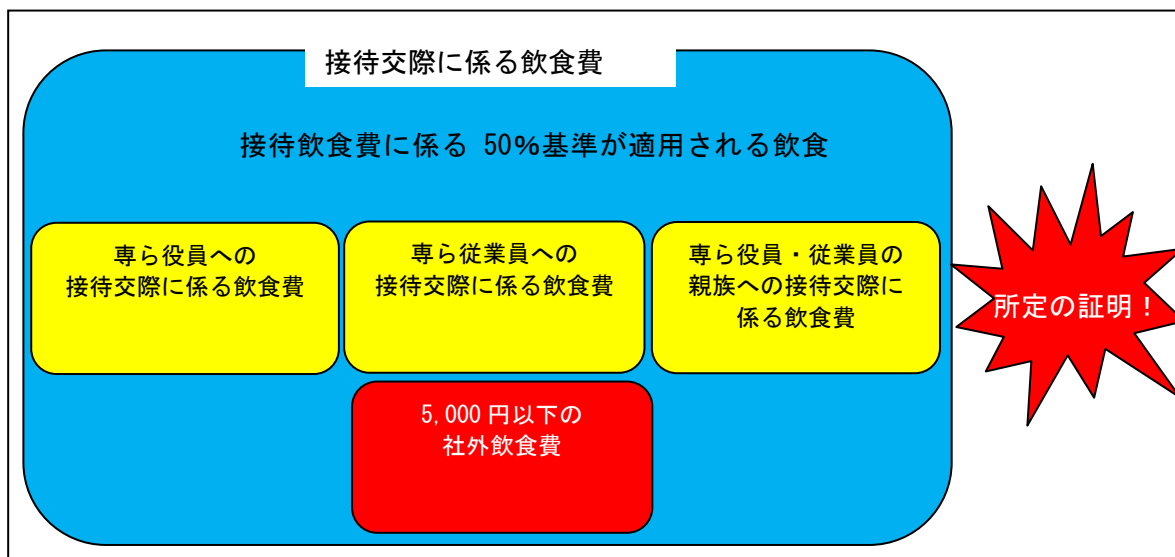 接待交際に係る飲食費
接待飲食費に係る 50%基準が適用される飲食
専ら役員への
接待交際に係る飲食費
専ら従業員への
接待交際に係る飲食費
専ら役員・従業員の
親族への接待交際に
係る飲食費
所定の証明！
5,000 円以下の
社外飲食費